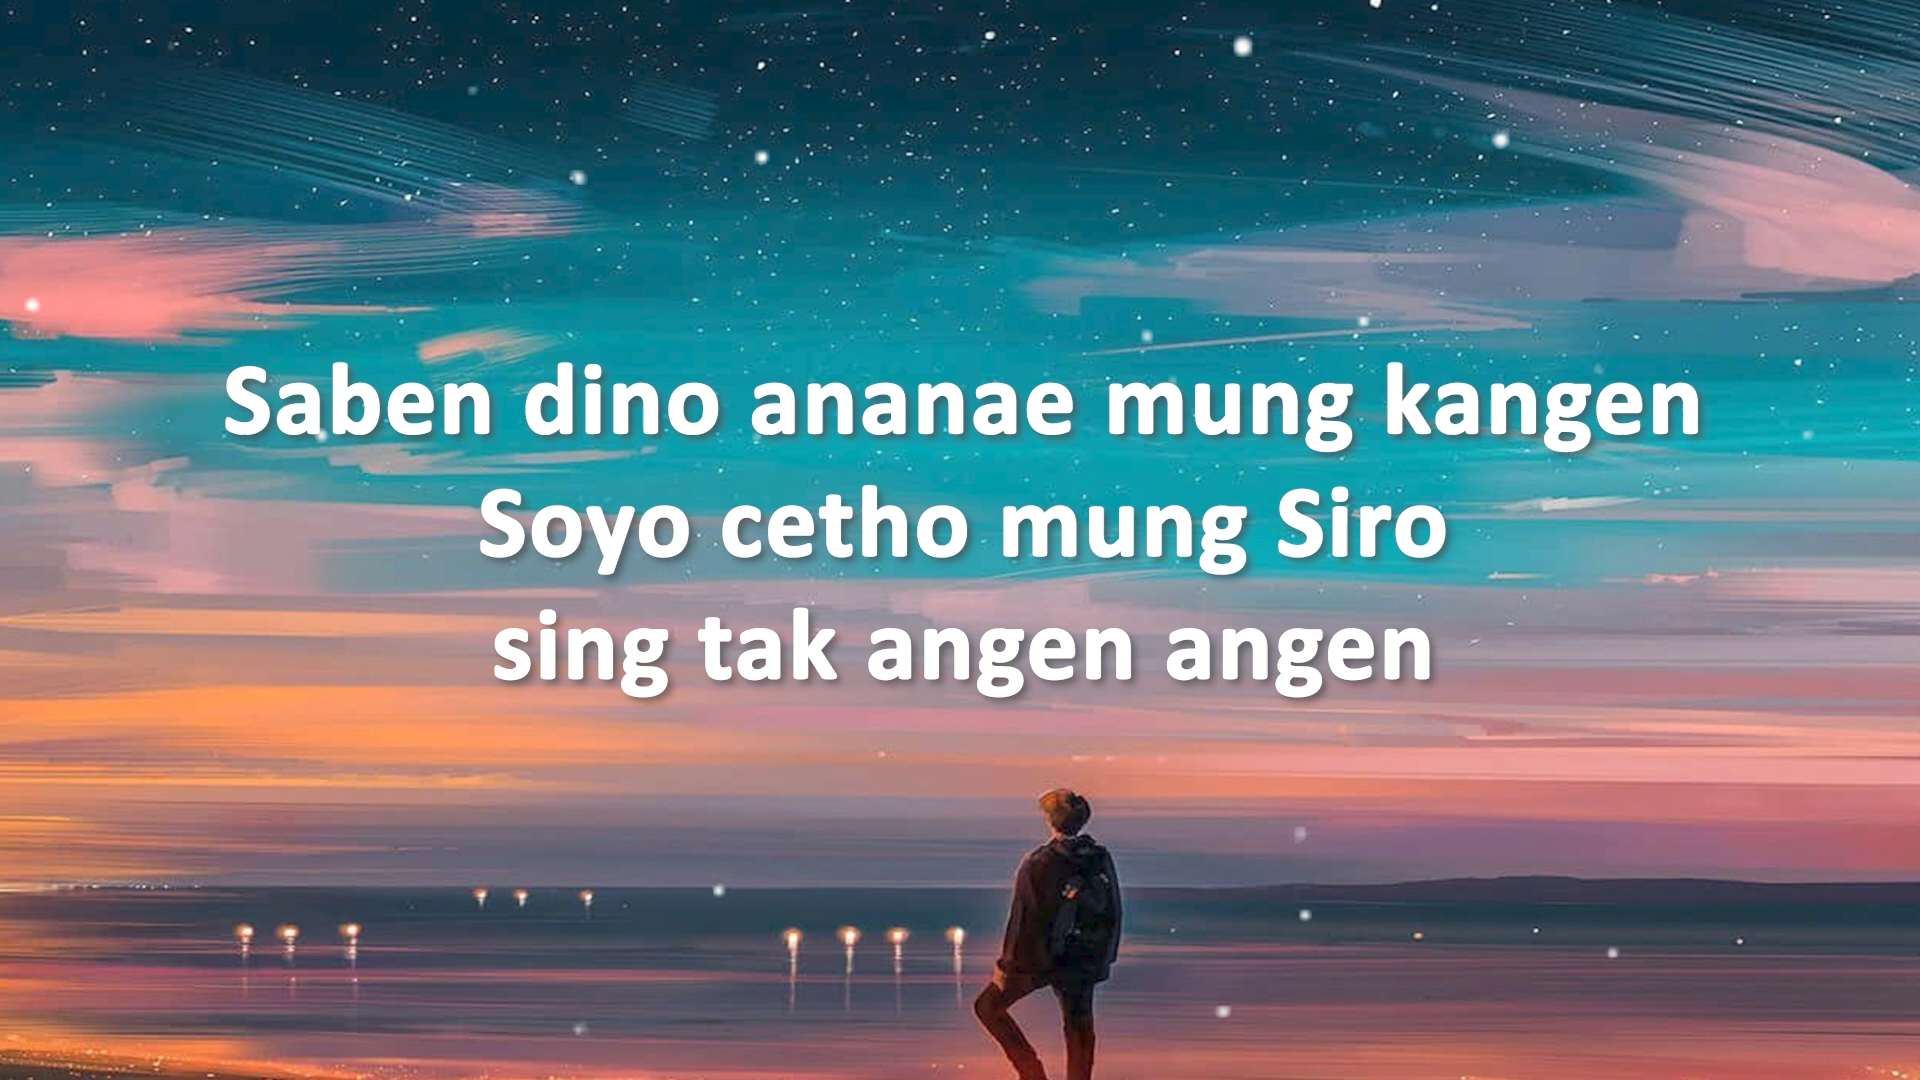 Saben dino ananae mung kangen
Soyo cetho mung Siro
sing tak angen angen